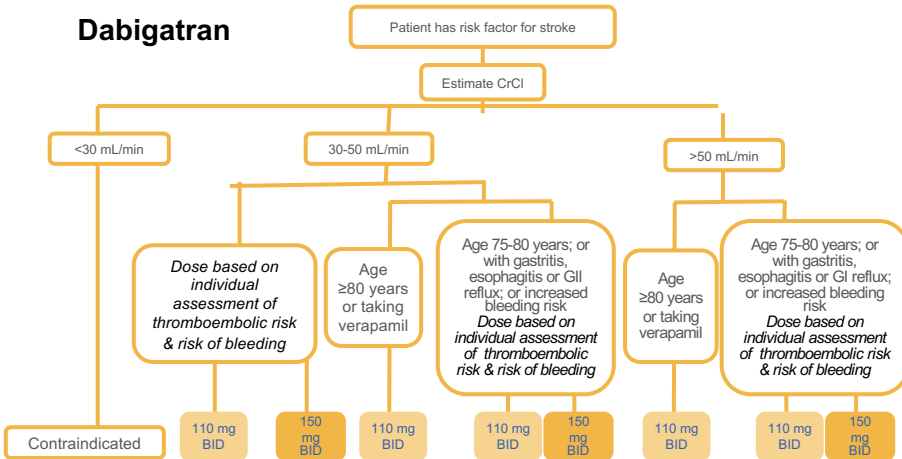 Dabigatran
Patient has risk factor for stroke
Estimate CrCl
<30 mL/min
30-50 mL/min
>50 mL/min
Dose based on
individual
assessment of
thromboembolic risk
& risk of bleeding
Age
≥80 years
or taking
verapamil
Age 75-80 years; or
with gastritis,
esophagitis or GII
reflux; or increased
bleeding risk
Dose based on
individual assessment
of thromboembolic
risk & risk of bleeding
Age
≥80 years
or taking
verapamil
Age 75-80 years; or
with gastritis,
esophagitis or GI reflux;
or increased bleeding
risk
Dose based on
individual assessment
of thromboembolic risk
& risk of bleeding
Contraindicated
110 mg
BID
150
mg
BID
110 mg
BID
110 mg
BID
150
mg
BID
110 mg
BID
110 mg
BID
150
mg
BID